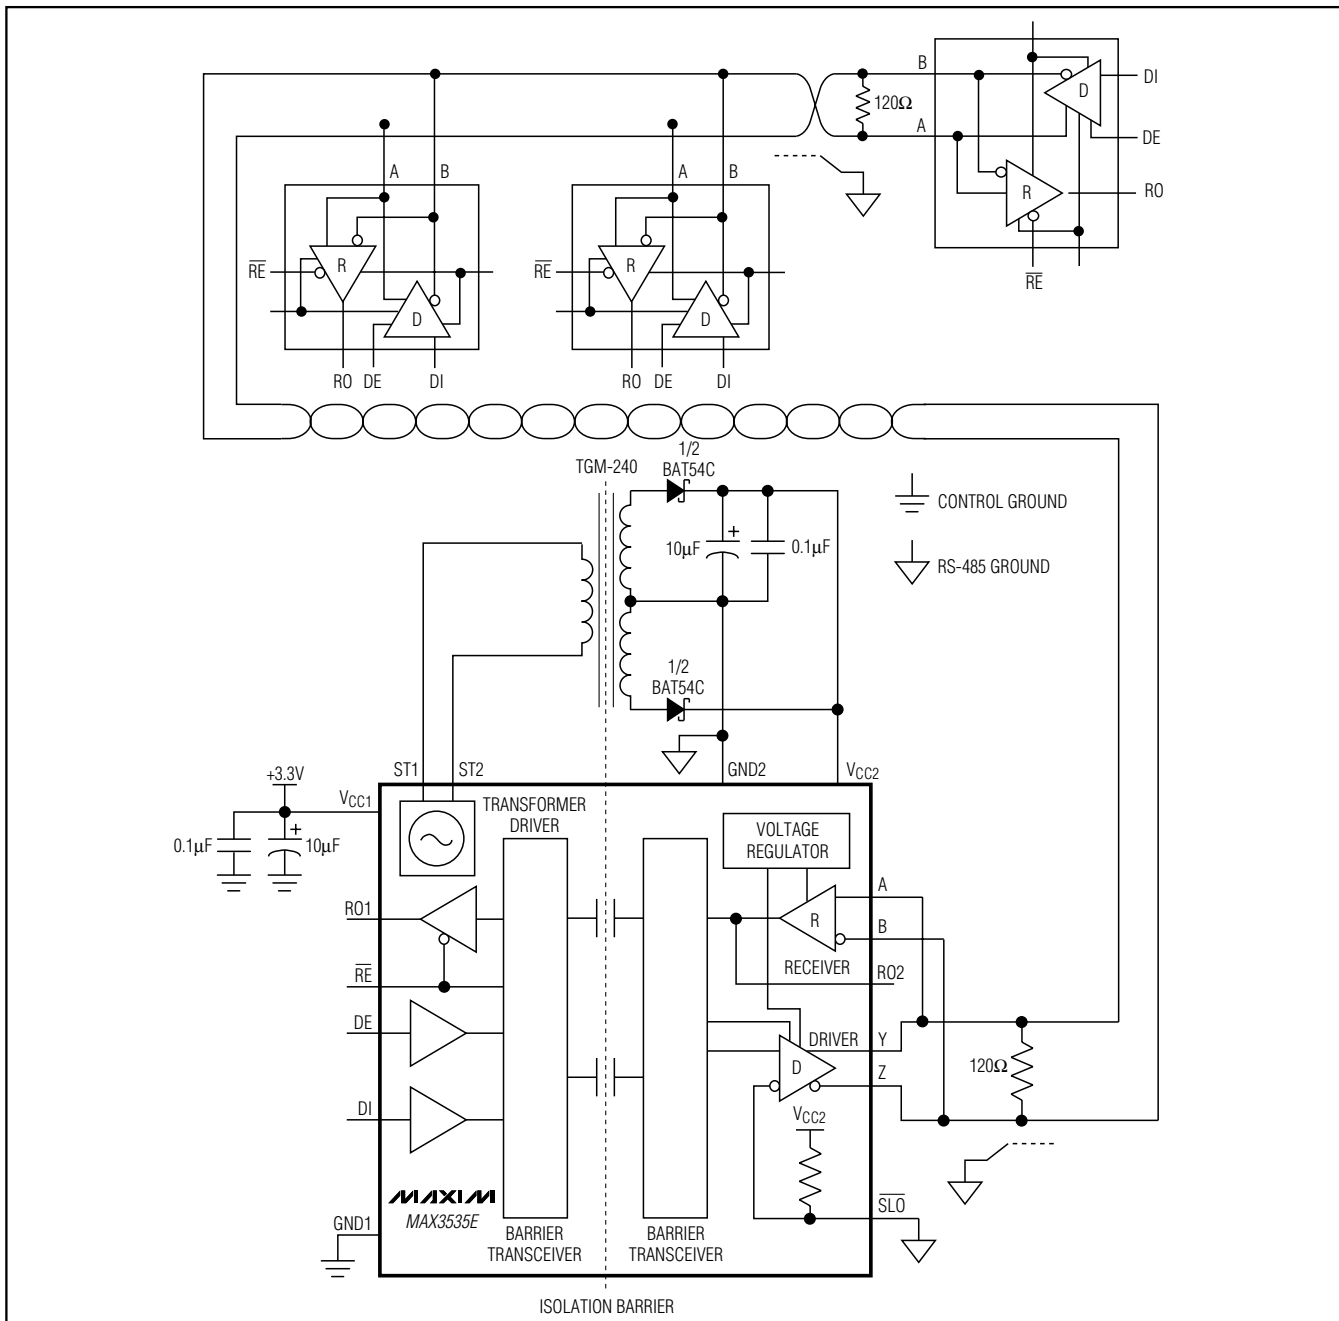 B
DI
120Ω
D
A
DE
A
B
A
B
R
RO
R
R
RE
RE
D
D
RE
RO
DE
DI
RO
DE
DI
1/2
BAT54C
TGM-240
CONTROL GROUND
+
10µF
0.1µF
RS-485 GROUND
1/2
BAT54C
ST1
ST2
GND2
VCC2
+3.3V
VCC1
TRANSFORMER
DRIVER
VOLTAGE
REGULATOR
+
0.1µF
10µF
A
RO1
R
B
RECEIVER
RO2
RE
DE
DRIVER
Y
D
Z
120Ω
DI
VCC2
MAXIM
MAX3535E
SLO
GND1
BARRIER
TRANSCEIVER
BARRIER
TRANSCEIVER
ISOLATION BARRIER